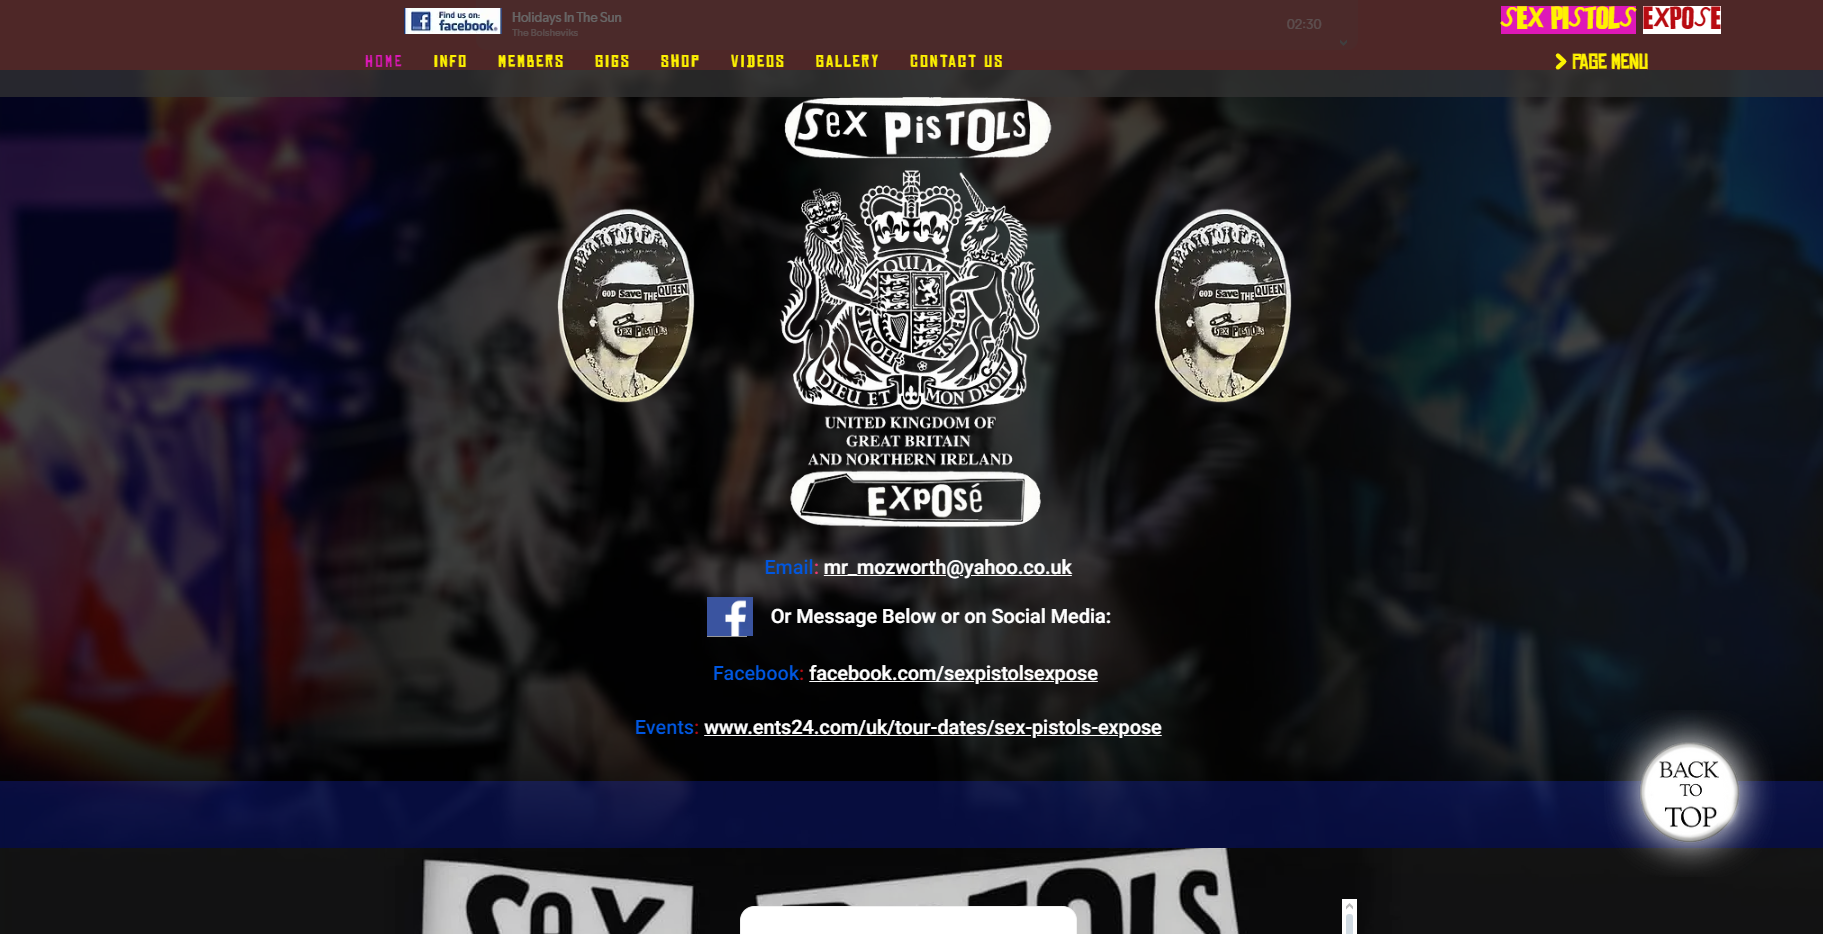 Find us on:
facebook.
Holidays In The Sun
The Bolsheviks
02:30
SEX PISTOLS EXPOSE
HOME INFO MEMBERS GIGS SHOP VIDEOS GALLERY CONTACT US
PAGE MENU
Sex PiSTOLS
QUI M
HONI S
PENSE
DIEU ET MON DROIT
UNITED KINGDOM OF
GREAT BRITAIN
AND NORTHERN IRELAND
GOD Save THE QUEEN
SEX PISTOLS
GOD Save THE QUEEN
SEX PISTOLS
ExpOsé
Email: mr_mozworth@yahoo.co.uk
Or Message Below or on Social Media:
Facebook: facebook.com/sexpistolsexpose
Events: www.ents24.com/uk/tour-dates/sex-pistols-expose
BACK
TO
TOP
SeX PISTOLS